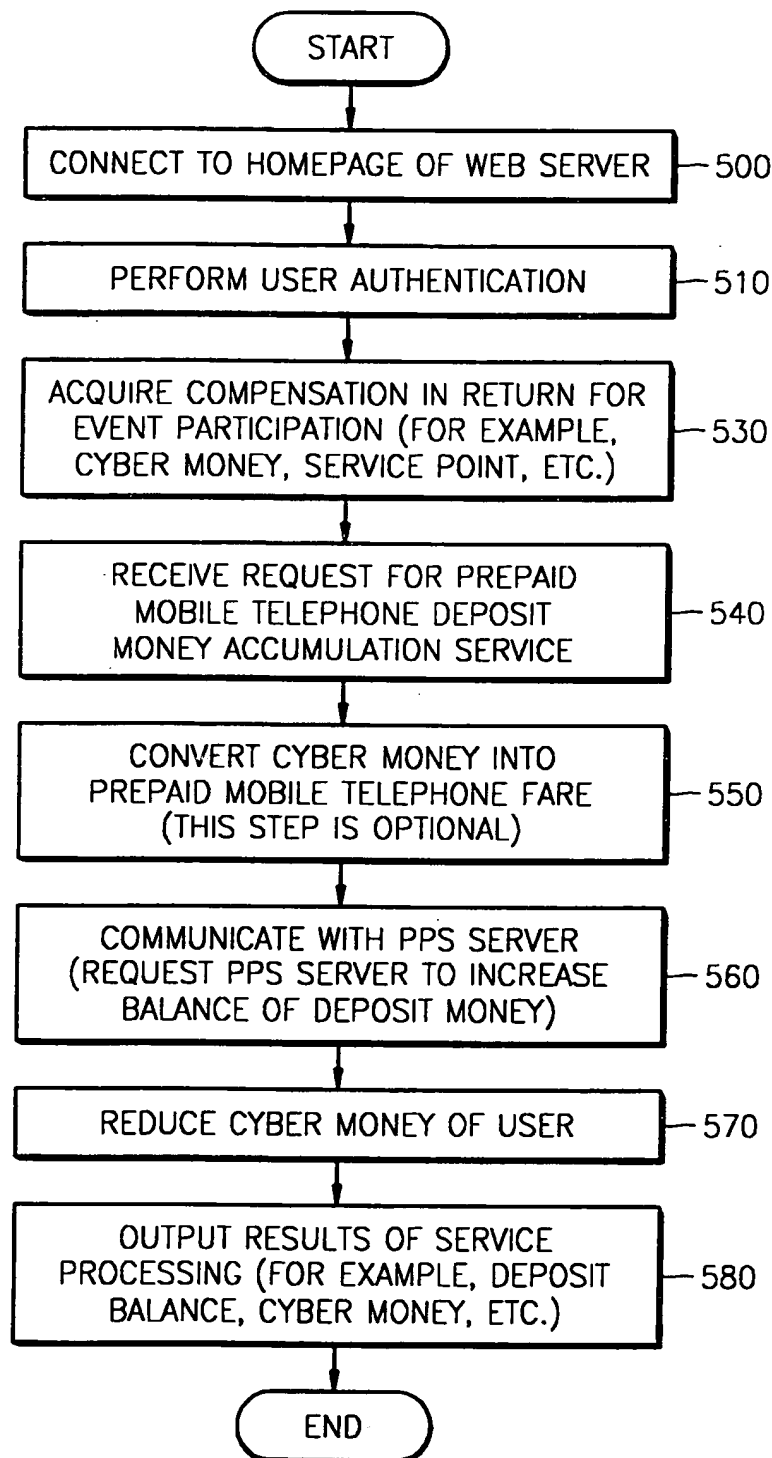 START
CONNECT TO HOMEPAGE OF WEB SERVER
500
PERFORM USER AUTHENTICATION
510
ACQUIRE COMPENSATION IN RETURN FOR
EVENT PARTICIPATION (FOR EXAMPLE,
CYBER MONEY, SERVICE POINT, ETC.)
530
RECEIVE REQUEST FOR PREPAID
MOBILE TELEPHONE DEPOSIT
MONEY ACCUMULATION SERVICE
540
CONVERT CYBER MONEY INTO
PREPAID MOBILE TELEPHONE FARE
(THIS STEP IS OPTIONAL)
550
COMMUNICATE WITH PPS SERVER
(REQUEST PPS SERVER TO INCREASE
BALANCE OF DEPOSIT MONEY)
560
REDUCE CYBER MONEY OF USER
570
OUTPUT RESULTS OF SERVICE
PROCESSING (FOR EXAMPLE, DEPOSIT
BALANCE, CYBER MONEY, ETC.)
580
END